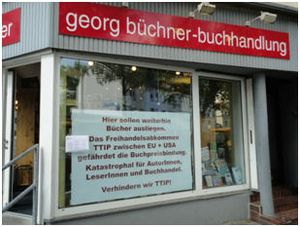 er
georg büchner-buchhandlung
Hier sollen weiterhin
Bücher ausliegen.
Das Freihandelsabkommen
TTIP zwischen EU + USA
gefährdet die Buchpreisbindung.
Katastrophal für AutorInnen,
LeserInnen und Buchhandel.
Verhindern wir TTIP!